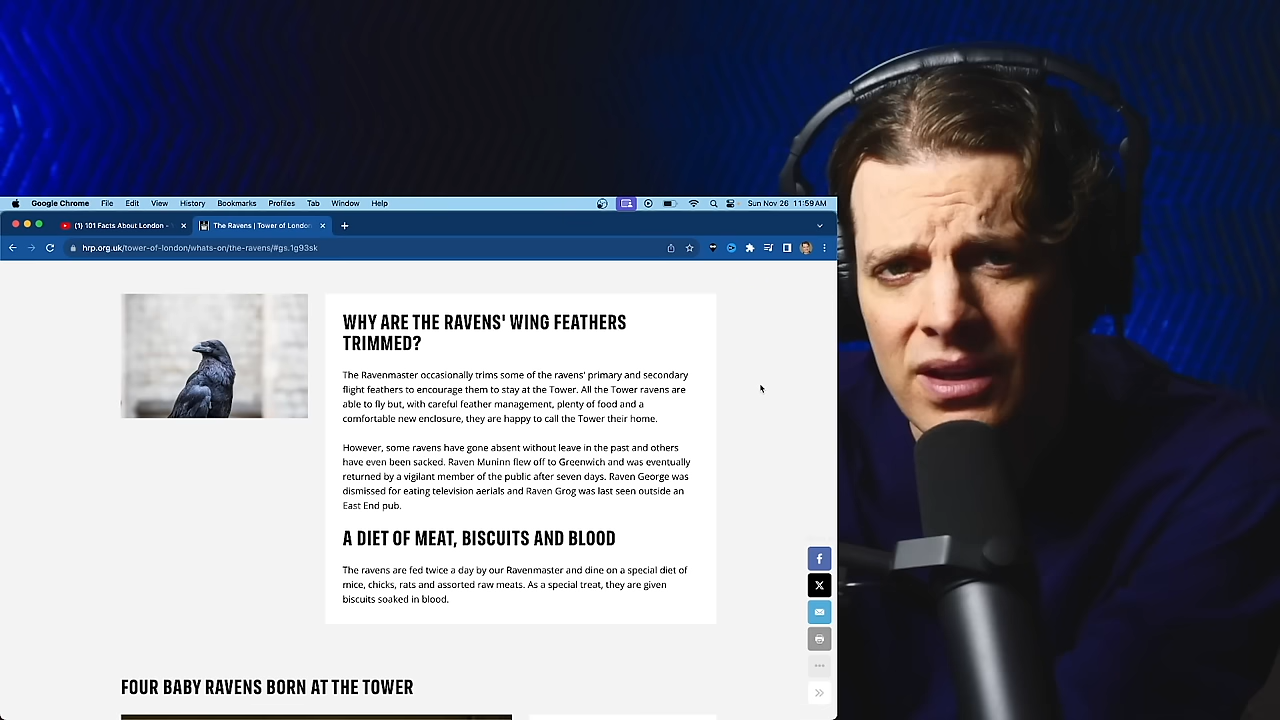 Google Chrome File Edit View History Bookmarks Profiles Tab Window Help Sun Nov 26 11:59 AM
(1) 101 Facts About London - The Ravens | Tower of London
hrp.org.uk/tower-of-london/whats-on/the-ravens/#gs.1g93sk
WHY ARE THE RAVENS' WING FEATHERS
TRIMMED?
The Ravenmaster occasionally trims some of the ravens' primary and secondary
flight feathers to encourage them to stay at the Tower. All the Tower ravens are
able to fly but, with careful feather management, plenty of food and a
comfortable new enclosure, they are happy to call the Tower their home.
However, some ravens have gone absent without leave in the past and others
have even been sacked. Raven Muninn flew off to Greenwich and was eventually
returned by a vigilant member of the public after seven days. Raven George was
dismissed for eating television aerials and Raven Grog was last seen outside an
East End pub.
A DIET OF MEAT, BISCUITS AND BLOOD
The ravens are fed twice a day by our Ravenmaster and dine on a special diet of
mice, chicks, rats and assorted raw meats. As a special treat, they are given
biscuits soaked in blood.
FOUR BABY RAVENS BORN AT THE TOWER